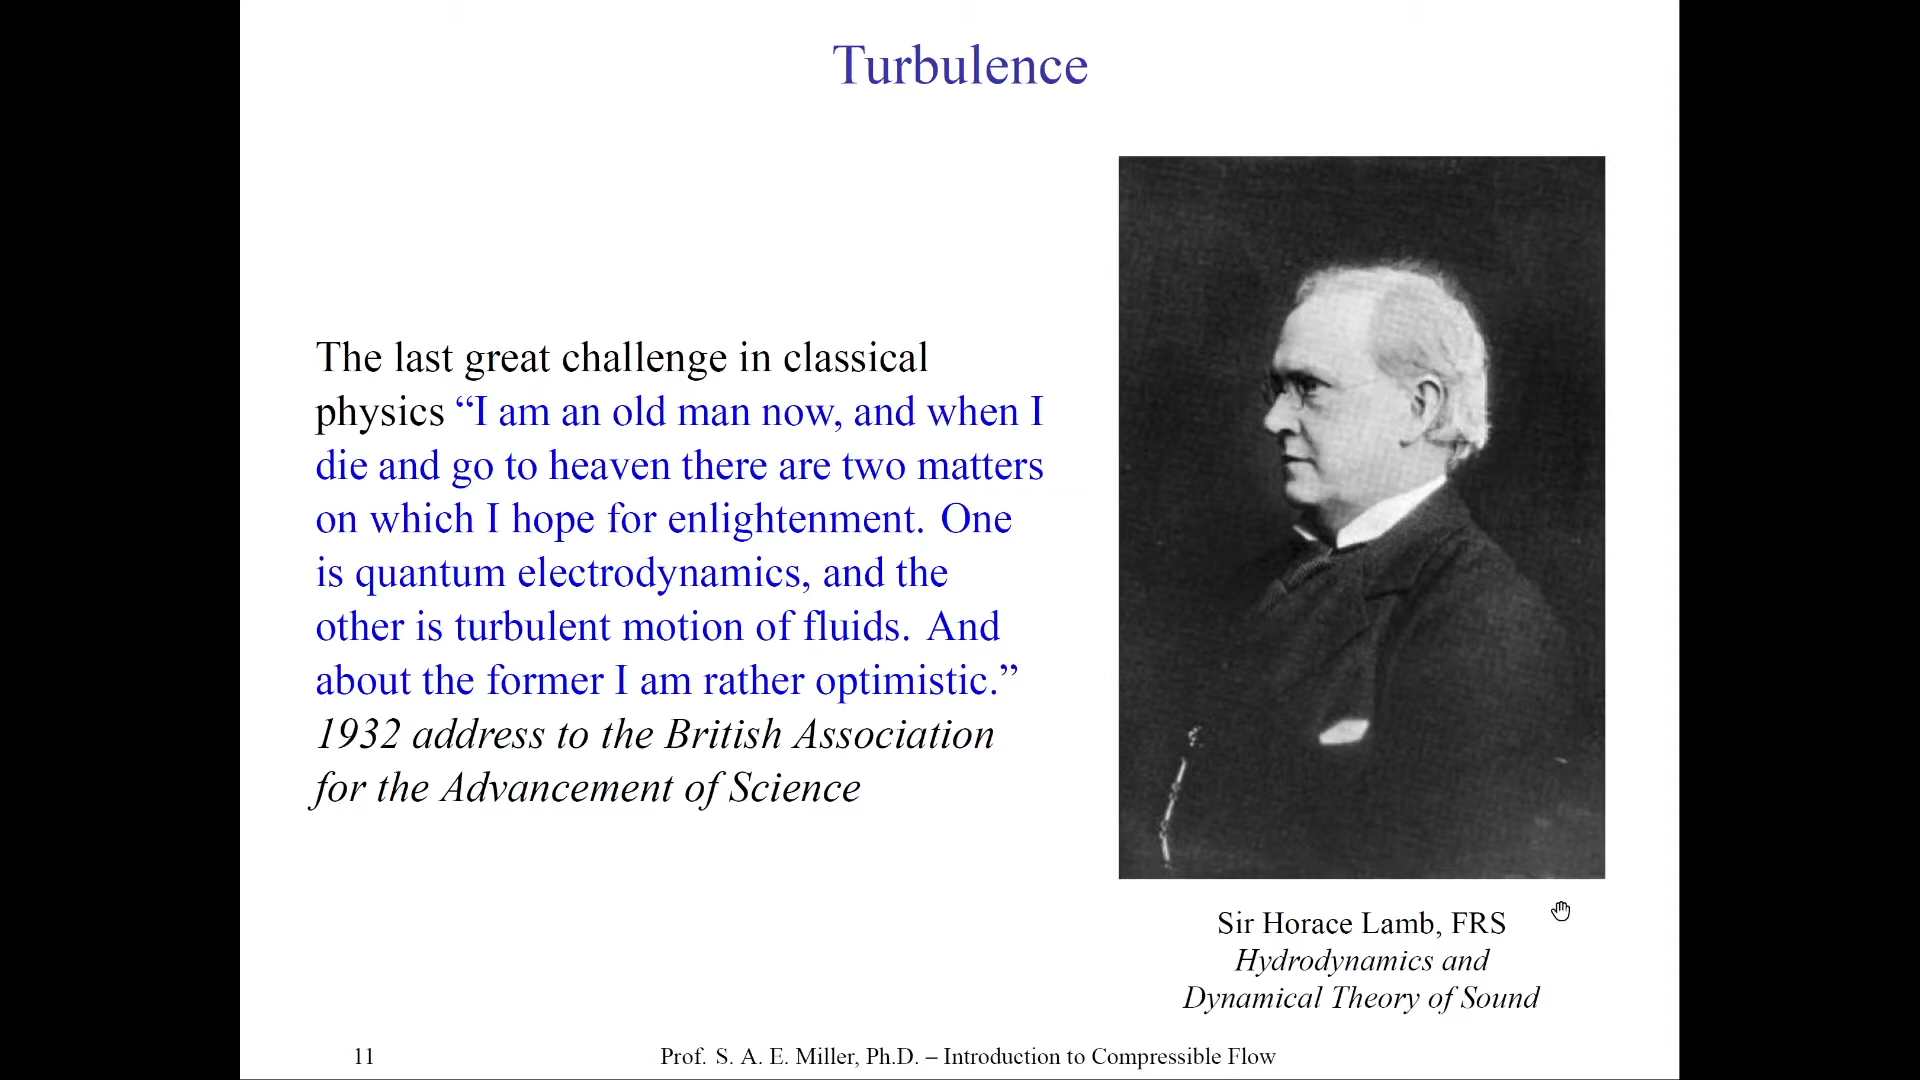 Turbulence
The last great challenge in classical
physics “I am an old man now, and when I
die and go to heaven there are two matters
on which I hope for enlightenment. One
is quantum electrodynamics, and the
other is turbulent motion of fluids. And
about the former I am rather optimistic.”
1932 address to the British Association
for the Advancement of Science
Sir Horace Lamb, FRS
Hydrodynamics and
Dynamical Theory of Sound
11
Prof. S. A. E. Miller, Ph.D. – Introduction to Compressible Flow